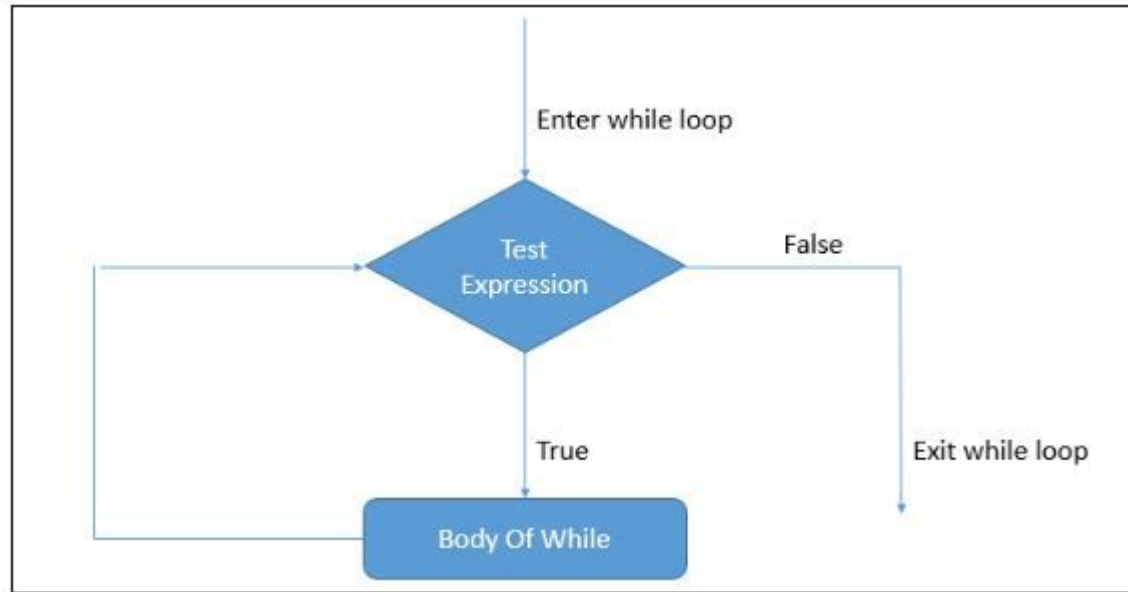 Enter while loop
Test
Expression
False
True
Exit while loop
Body Of While